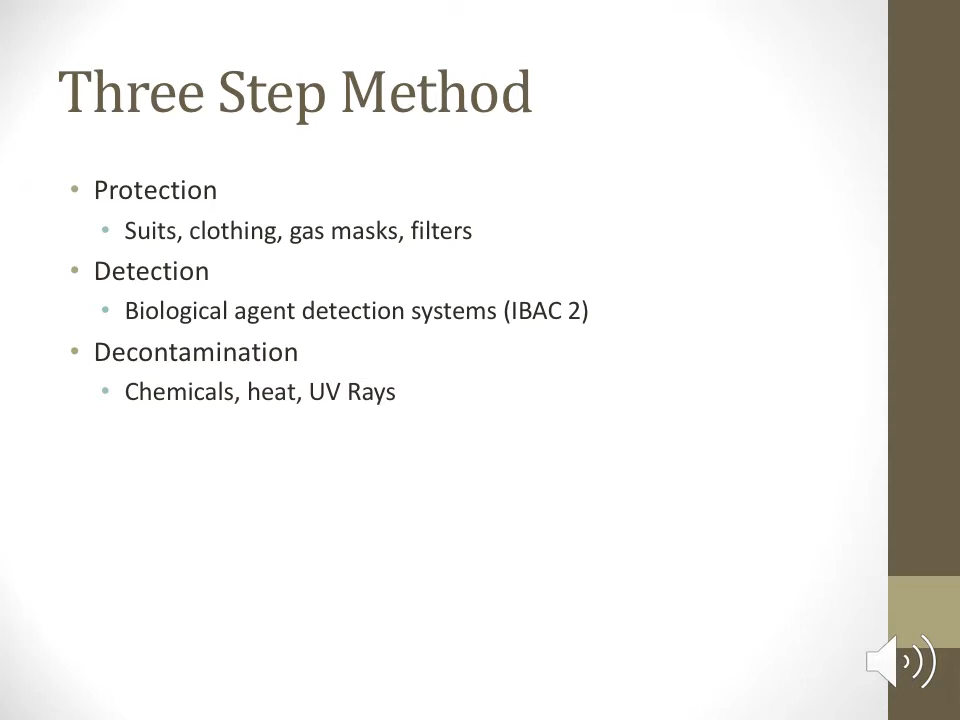 Three Step Method
• Protection
• Suits, clothing, gas masks, filters
• Detection
• Biological agent detection systems (IBAC 2)
• Decontamination
• Chemicals, heat, UV Rays